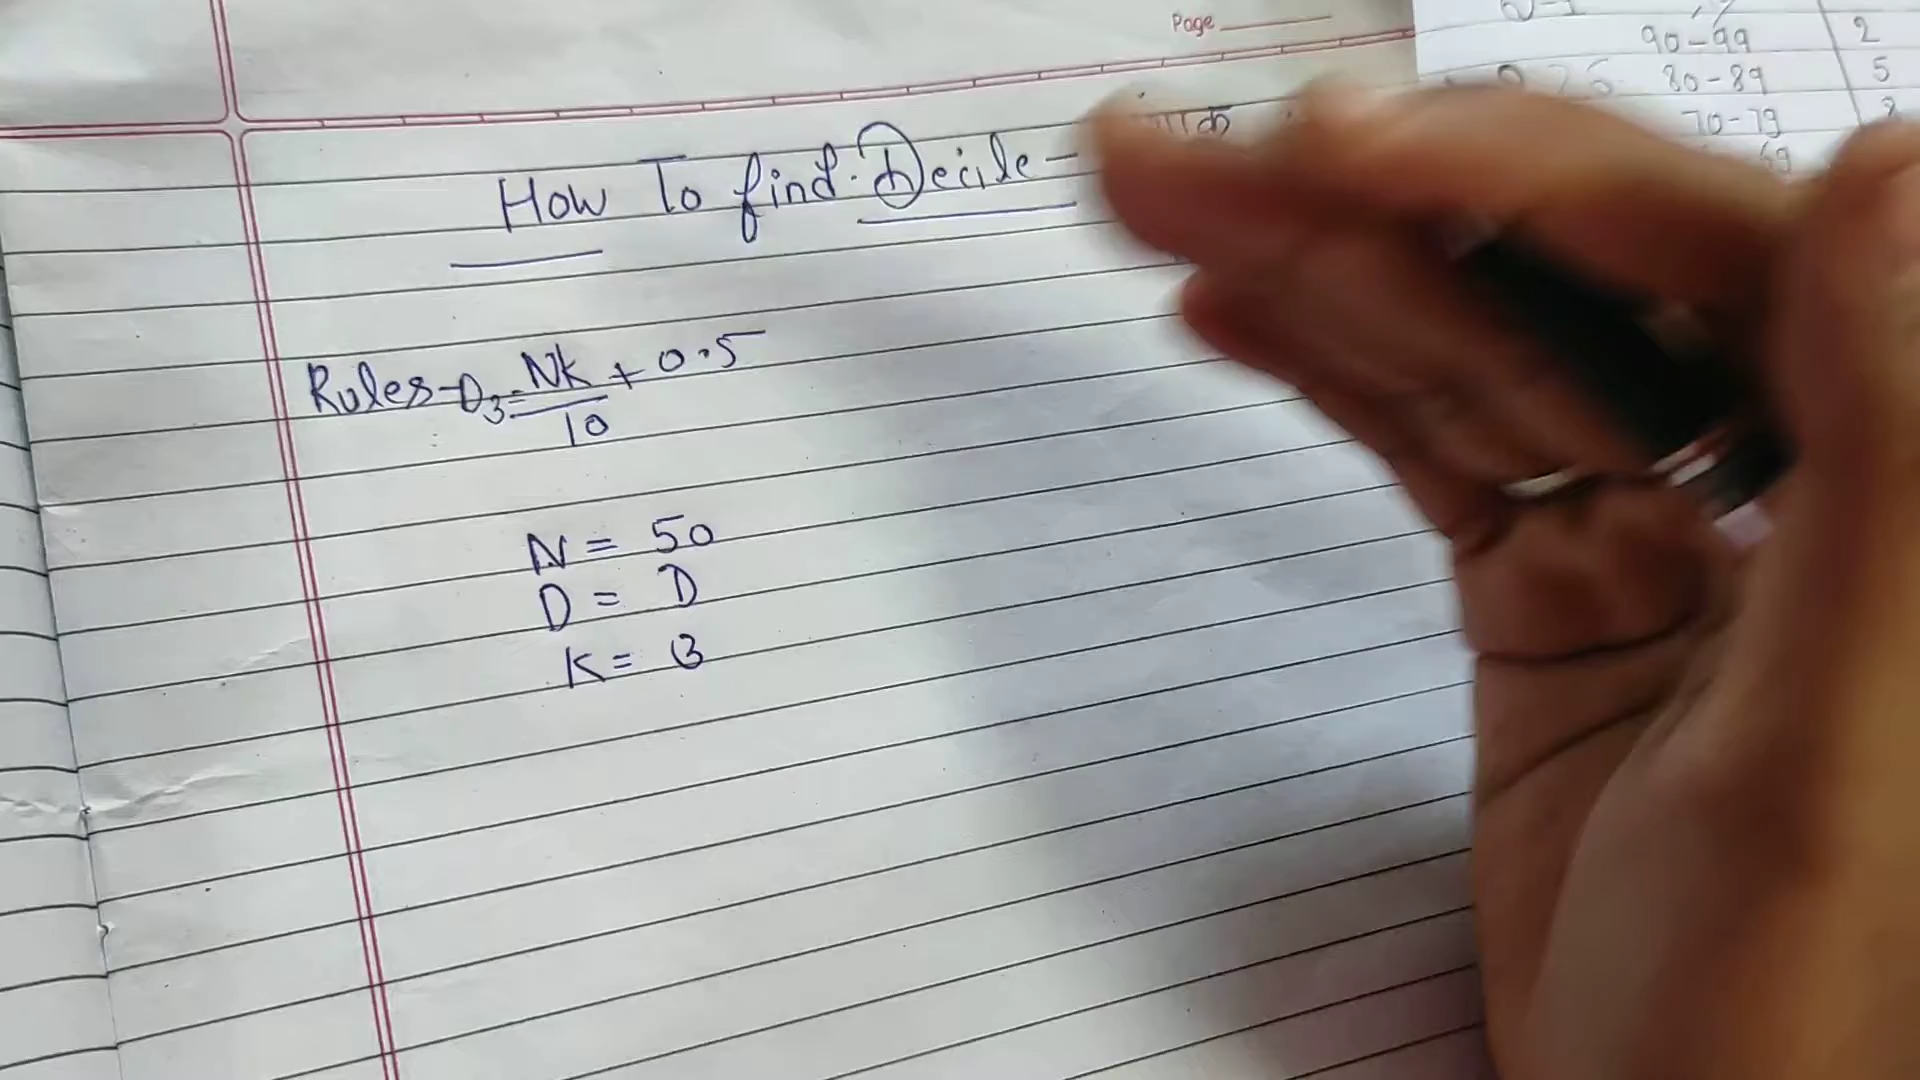 Page
90-99 2
80-89 5
70-79
69
How To find Decile -
Rules - D3 = Nk/10 + 0.5
N = 50
D = D
K = 3